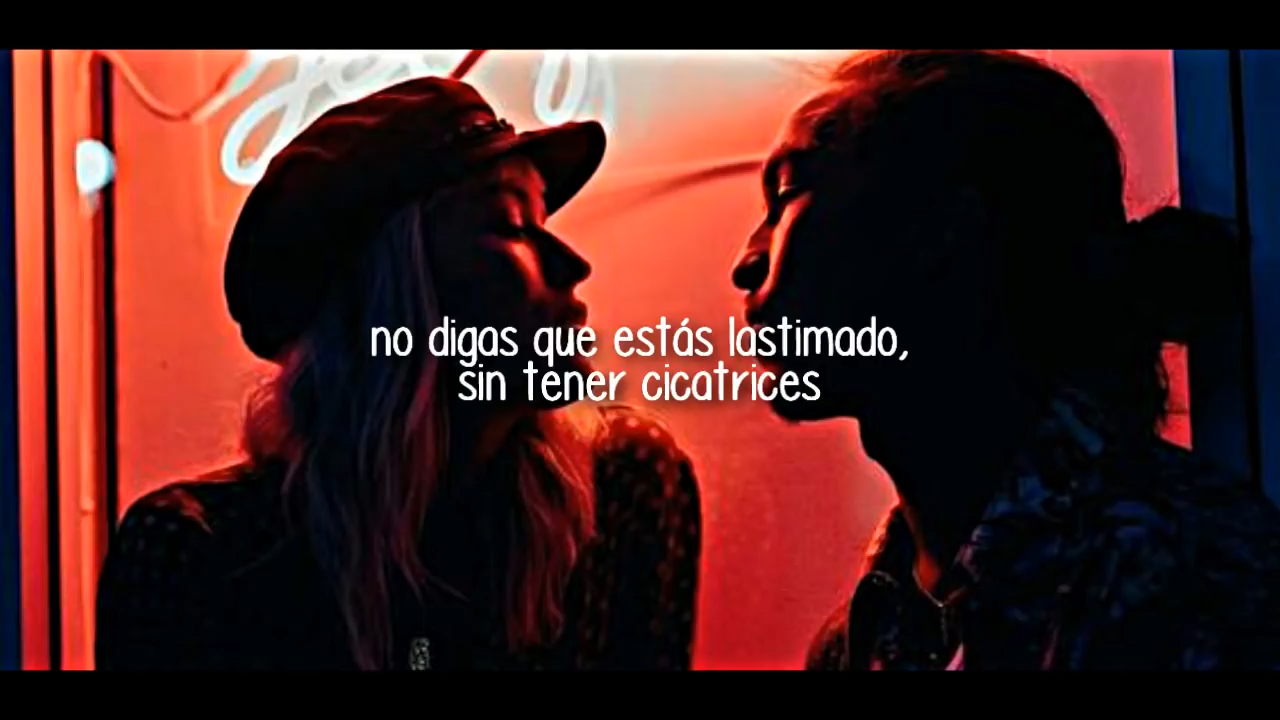 no digas que estás lastimado,
sin tener cicatrices